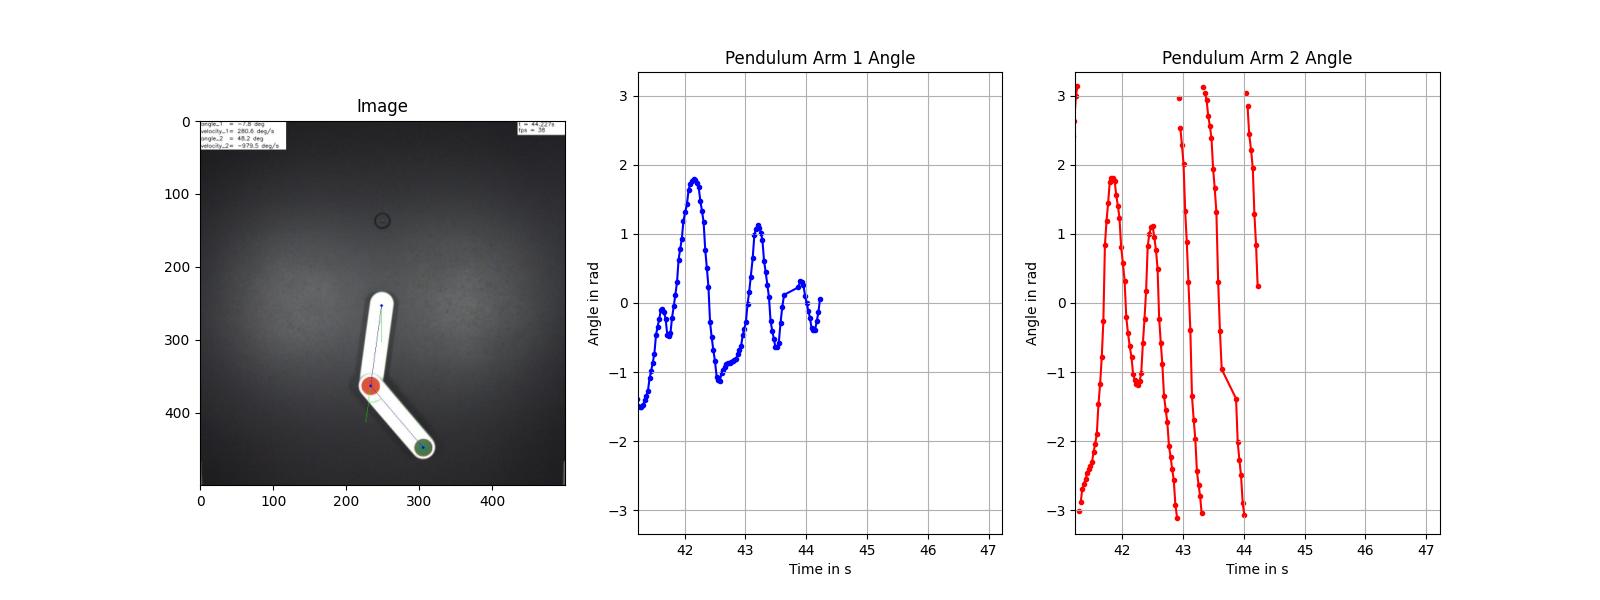 Image
angle_1 = -7.8 deg
velocity_1= 280.6 deg/s
angle_2 = 48.2 deg
velocity_2= -979.5 deg/s
t = 44.227s
fps = 38
0
100
200
300
400
0 100 200 300 400
Pendulum Arm 1 Angle
Angle in rad
3
2
1
0
−1
−2
−3
42 43 44 45 46 47
Time in s
Pendulum Arm 2 Angle
Angle in rad
3
2
1
0
−1
−2
−3
42 43 44 45 46 47
Time in s